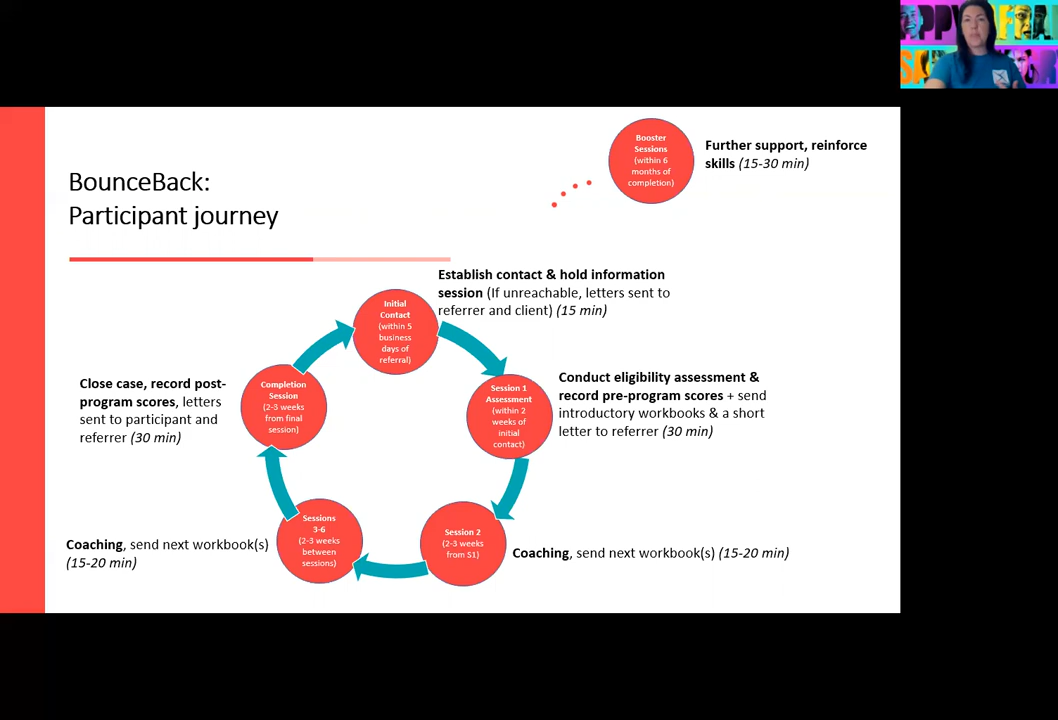 BounceBack:
Participant journey
Booster
Sessions
(within 6
months of
completion)
Further support, reinforce
skills (15-30 min)
Initial
Contact
(within 5
business
days of
referral)
Establish contact & hold information
session (If unreachable, letters sent to
referrer and client) (15 min)
Session 1
Assessment
(within 2
weeks of
initial
contact)
Conduct eligibility assessment &
record pre-program scores + send
introductory workbooks & a short
letter to referrer (30 min)
Session 2
(2-3 weeks
from S1)
Coaching, send next workbook(s) (15-20 min)
Sessions
3-6
(2-3 weeks
between
sessions)
Coaching, send next workbook(s)
(15-20 min)
Completion
Session
(2-3 weeks
from final
session)
Close case, record post-
program scores, letters
sent to participant and
referrer (30 min)